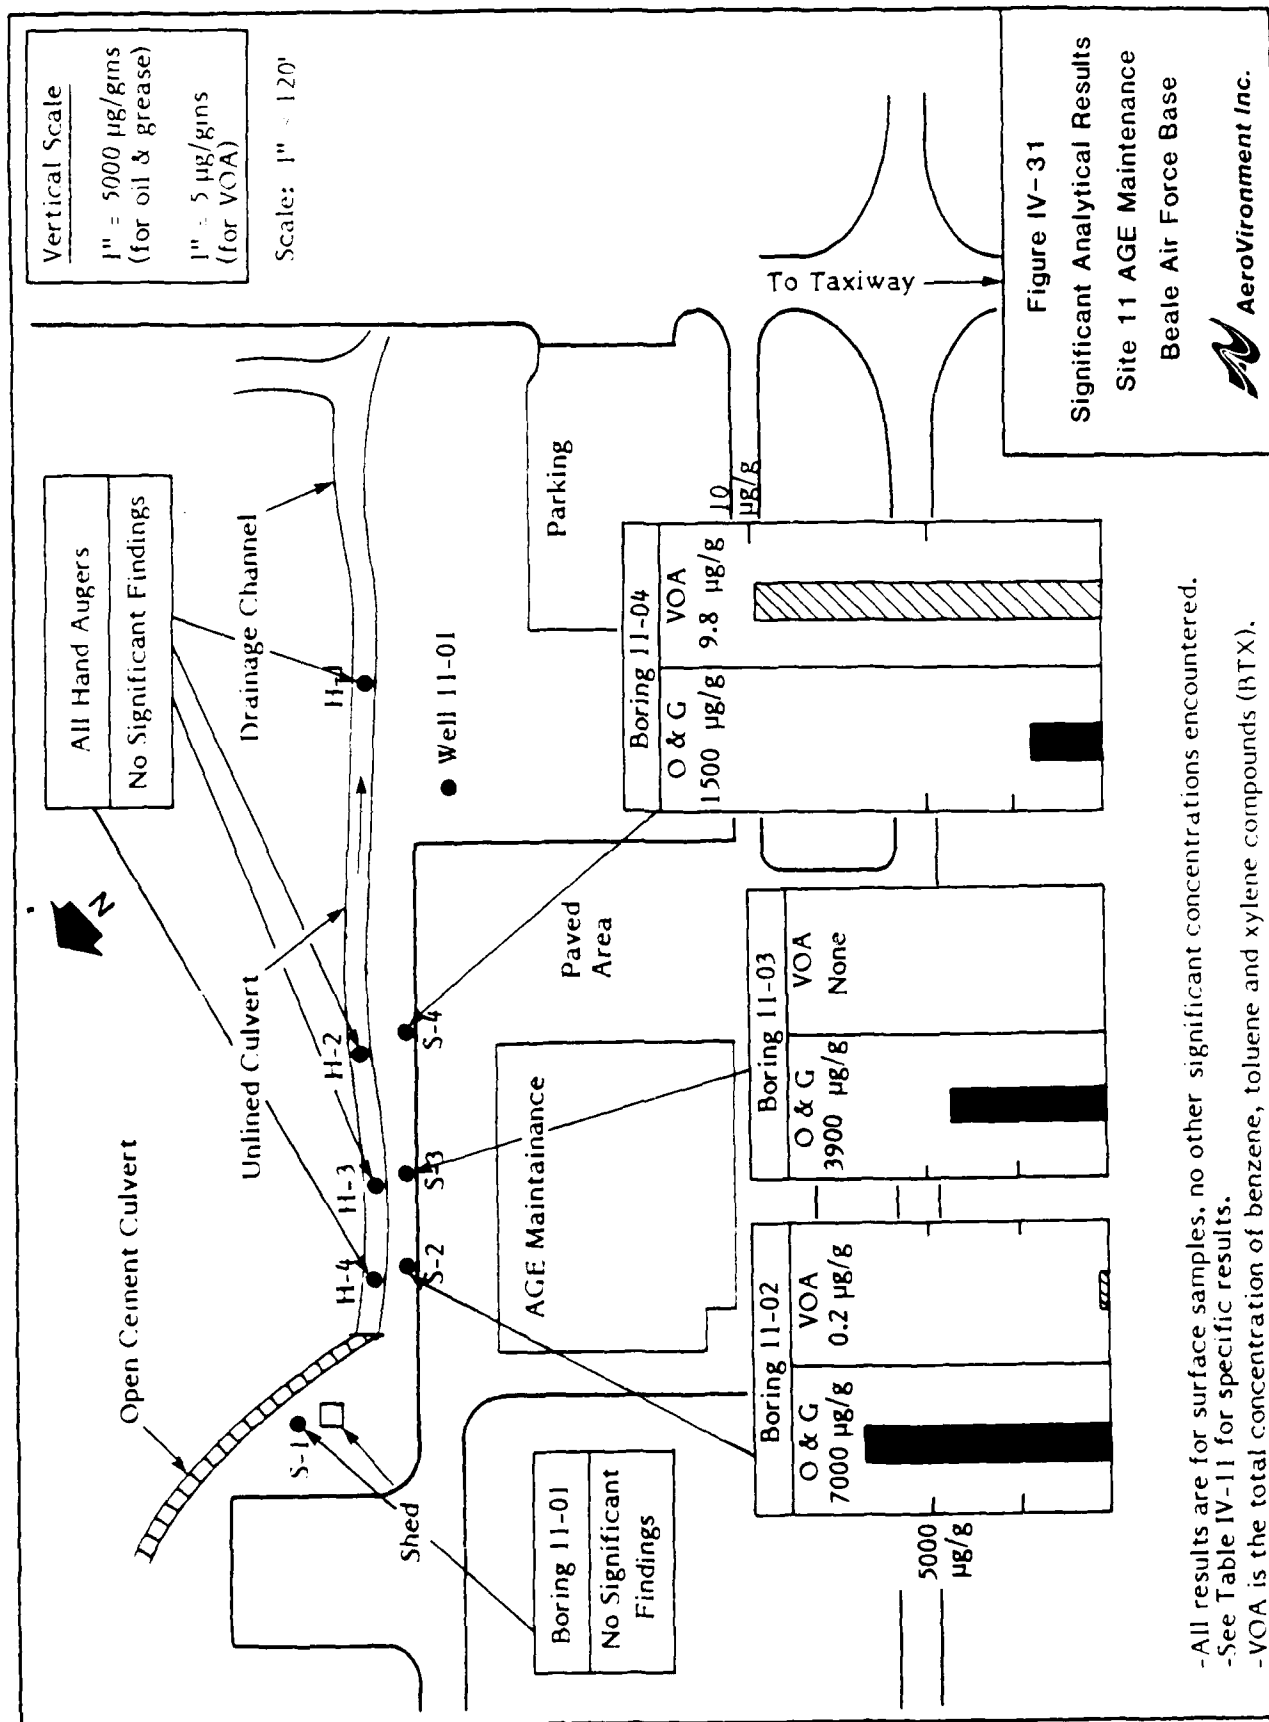 Vertical Scale
1" = 5000 µg/gms
(for oil & grease)
1" = 5 µg/gms
(for VOA)
Scale: 1" - 120'
All Hand Augers
No Significant Findings
Open Cement Culvert
Unlined Culvert
Drainage Channel
N
S-1
H-4
H-3
H-2
Shed
S-2
S-3
S-4
Well 11-01
AGE Maintainance
Paved
Area
Parking
To Taxiway
Boring 11-01
No Significant
Findings
Boring 11-02
O & G
7000 µg/g
VOA
0.2 µg/g
5000
µg/g
Boring 11-03
O & G
3900 µg/g
VOA
None
Boring 11-04
O & G
1500 µg/g
VOA
9.8 µg/g
10
µg/g
-All results are for surface samples, no other significant concentrations encountered.
-See Table IV-11 for specific results.
-VOA is the total concentration of benzene, toluene and xylene compounds (BTX).
Figure IV-31
Significant Analytical Results
Site 11 AGE Maintenance
Beale Air Force Base
AeroVironment Inc.